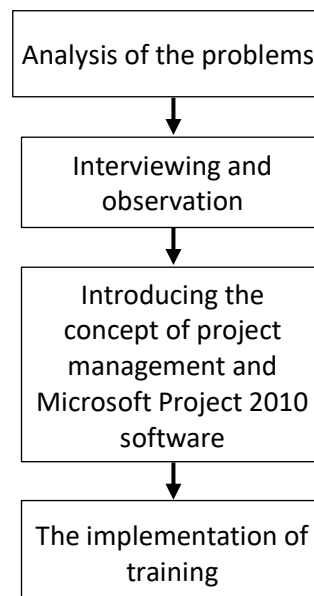 Analysis of the problems
Interviewing and
observation
Introducing the
concept of project
management and
Microsoft Project 2010
software
The implementation of
training